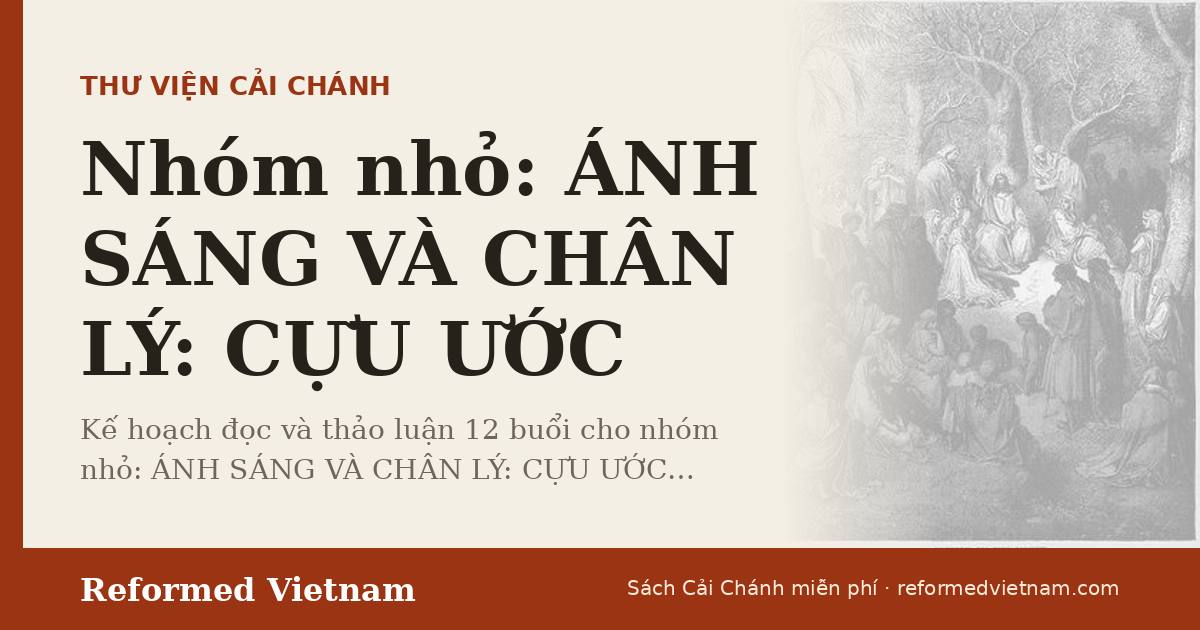 THƯ VIỆN CẢI CHÁNH
Nhóm nhỏ: ÁNH
SÁNG VÀ CHÂN
LÝ: CỰU ƯỚC
Kế hoạch đọc và thảo luận 12 buổi cho nhóm
nhỏ: ÁNH SÁNG VÀ CHÂN LÝ: CỰU ƯỚC...
Reformed Vietnam
Sách Cải Chánh miễn phí · reformedvietnam.com